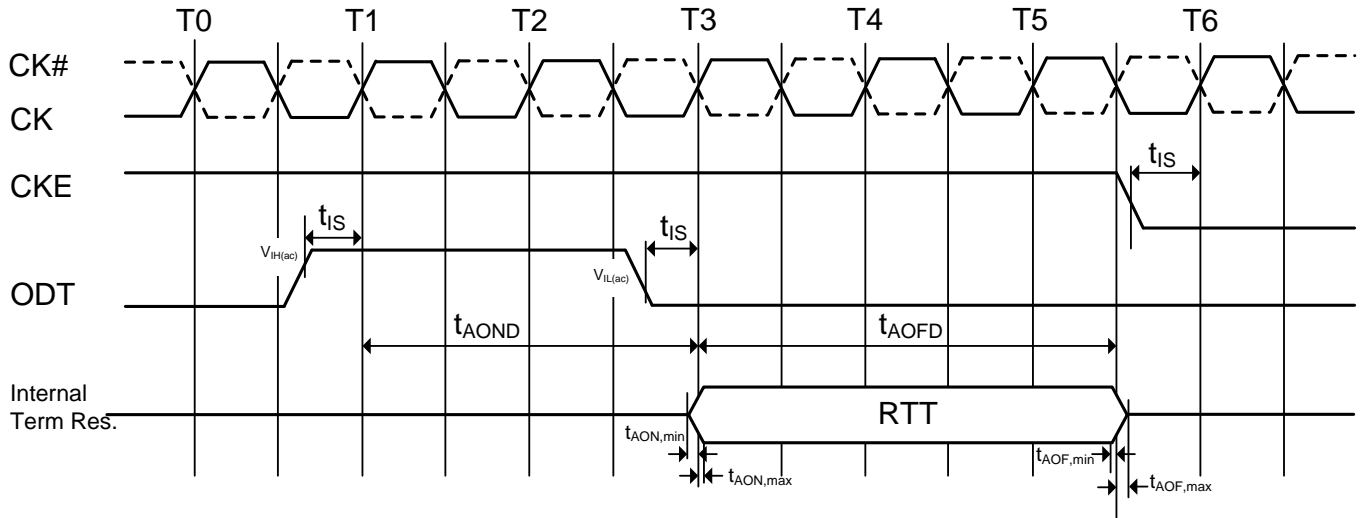 T0 T1 T2 T3 T4 T5 T6
CK#
CK
CKE
tIS
tIS
tIS
VIH(ac)
VIL(ac)
ODT
tAOND
tAOFD
Internal
Term Res.
RTT
tAON,min
tAOF,min
tAON,max
tAOF,max